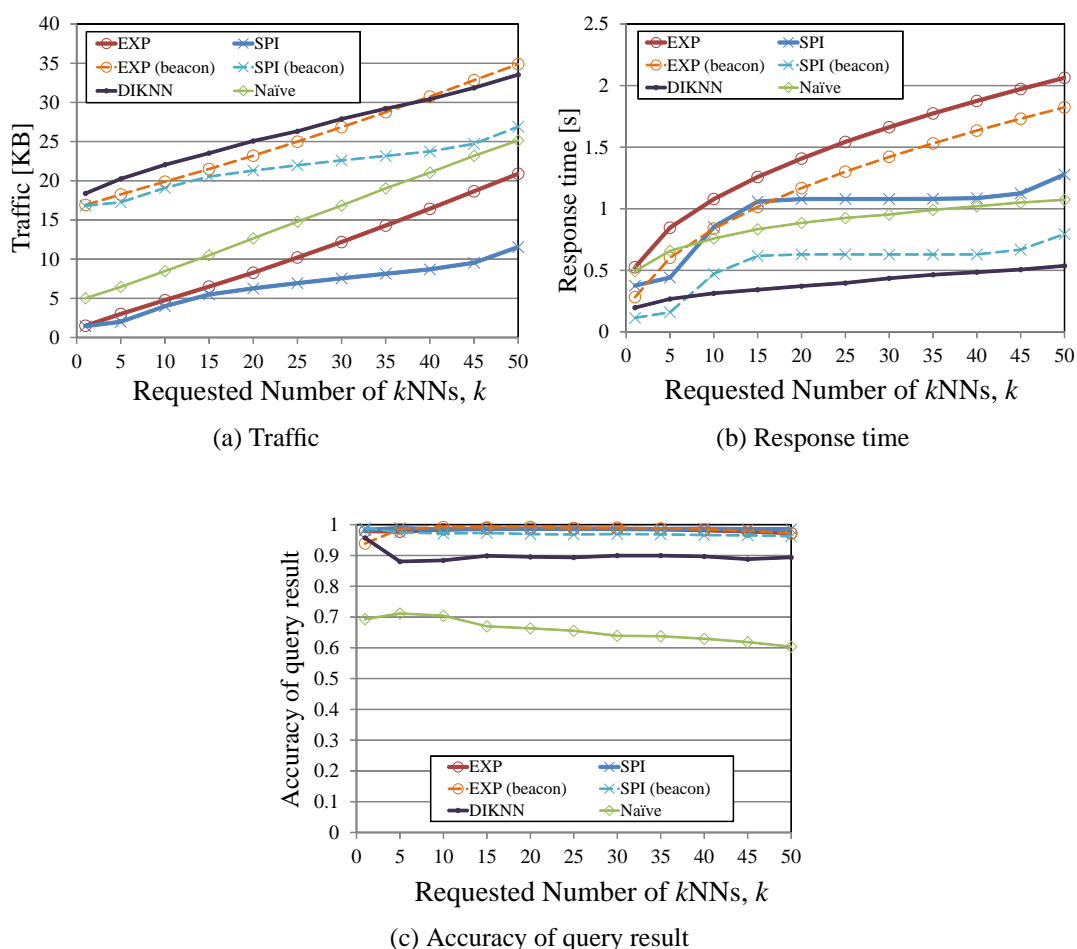 40
35
30
25
20
15
10
5
0
Traffic [KB]
EXP
SPI
EXP (beacon)
SPI (beacon)
DIKNN
Naïve
0 5 10 15 20 25 30 35 40 45 50
Requested Number of kNNs, k
(a) Traffic
2.5
2
1.5
1
0.5
0
Response time [s]
EXP
SPI
EXP (beacon)
SPI (beacon)
DIKNN
Naïve
0 5 10 15 20 25 30 35 40 45 50
Requested Number of kNNs, k
(b) Response time
1
0.9
0.8
0.7
0.6
0.5
0.4
0.3
0.2
0.1
0
Accuracy of query result
EXP
SPI
EXP (beacon)
SPI (beacon)
DIKNN
Naïve
0 5 10 15 20 25 30 35 40 45 50
Requested Number of kNNs, k
(c) Accuracy of query result